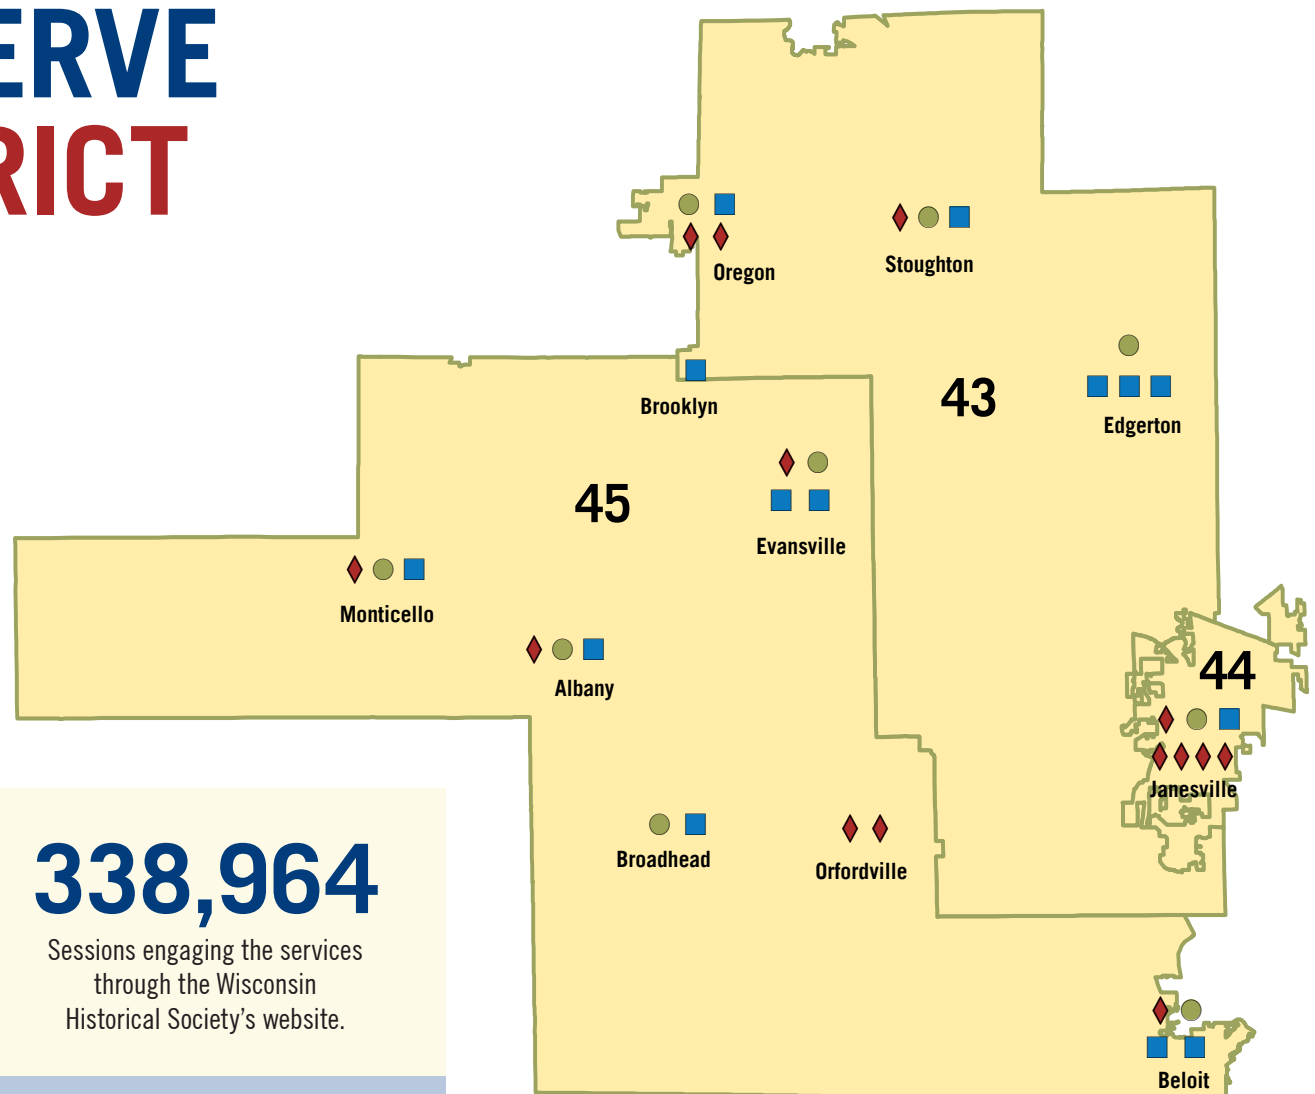 ERVE
RICT
Oregon
Stoughton
Brooklyn
43
Edgerton
45
Evansville
Monticello
44
Albany
Janesville
Broadhead
Orfordville
338,964
Sessions engaging the services
through the Wisconsin
Historical Society’s website.
Beloit